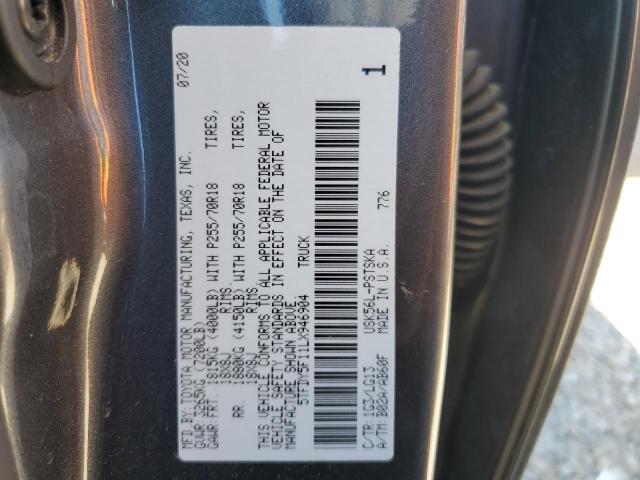 MFD.BY:TOYOTA MOTOR MANUFACTURING, TEXAS, INC. 07/20
GVWR: 3265KG (7200LB)
GAWR:FRT. 1815KG (4000LB) WITH P255/70R18 TIRES,
18X8J RIMS
RR. 1880KG (4150LB) WITH P255/70R18 TIRES,
18X8J RIMS
THIS VEHICLE CONFORMS TO ALL APPLICABLE FEDERAL MOTOR
VEHICLE SAFETY STANDARDS IN EFFECT ON THE DATE OF
MANUFACTURE SHOWN ABOVE.
5TFDY5F11LX946904 TRUCK
USK56L-PSTSKA
C/TR:1G3/LG13 776 1
A/TM:B02A/AB60F MADE IN U.S.A.